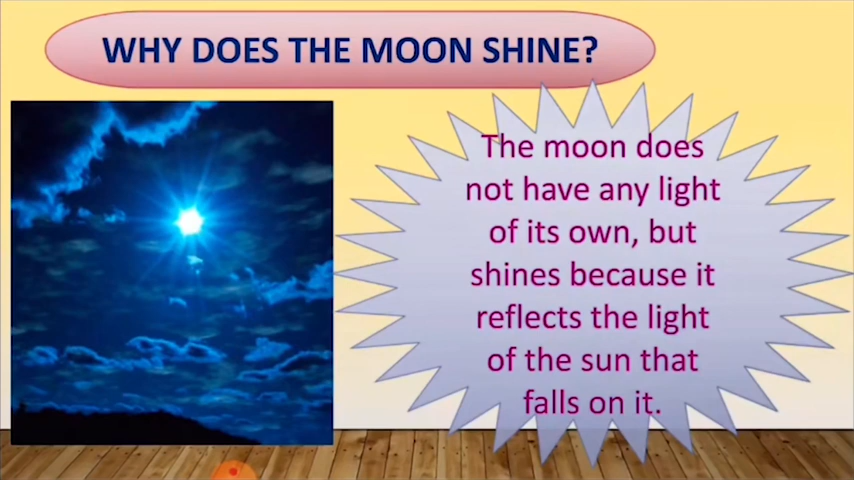 WHY DOES THE MOON SHINE?
The moon does
not have any light
of its own, but
shines because it
reflects the light
of the sun that
falls on it.